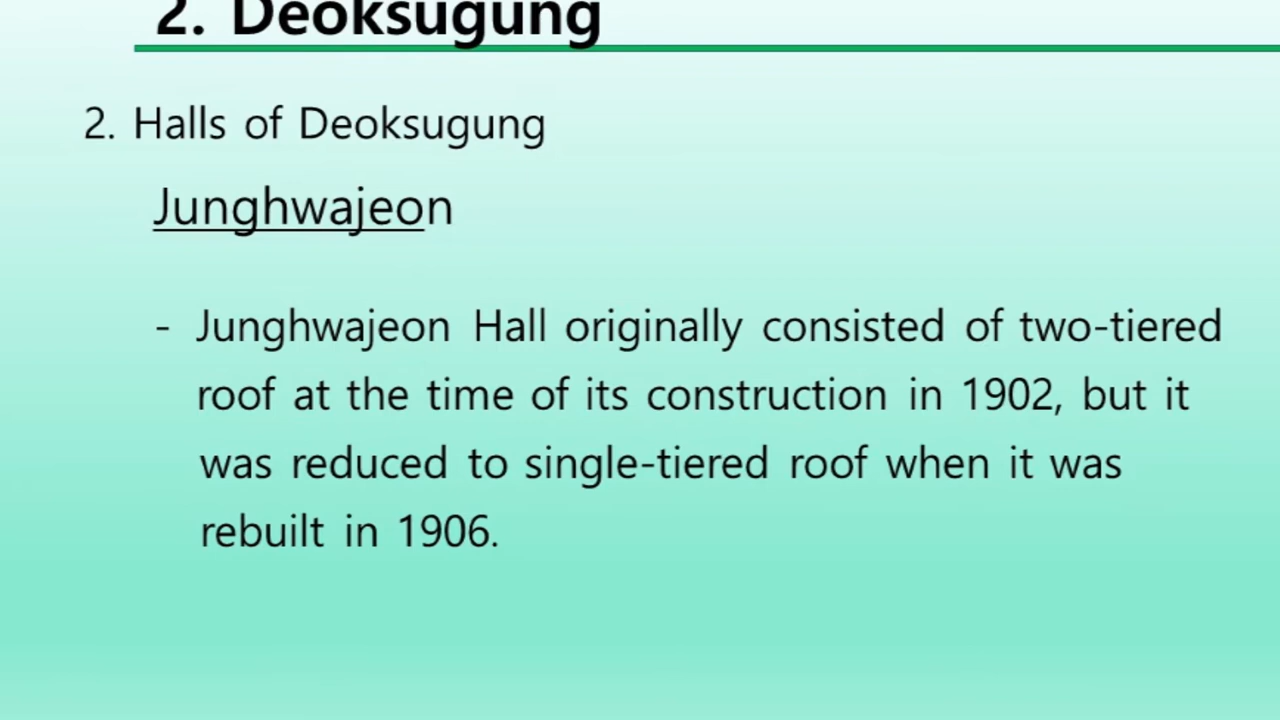 2. Deoksugung
2. Halls of Deoksugung
Junghwajeon
- Junghwajeon Hall originally consisted of two-tiered
roof at the time of its construction in 1902, but it
was reduced to single-tiered roof when it was
rebuilt in 1906.